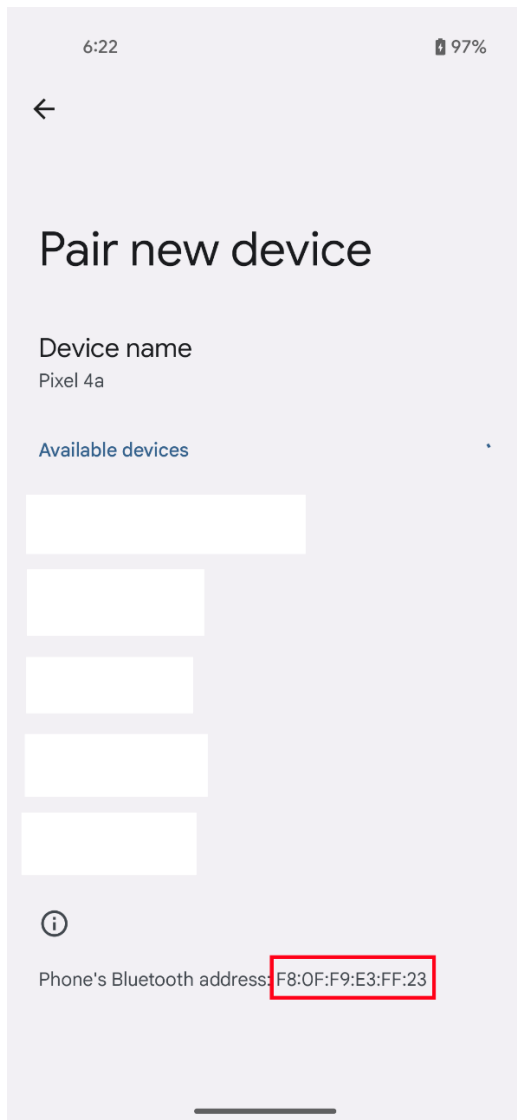 6:22 97%
Pair new device
Device name
Pixel 4a
Available devices
Phone's Bluetooth address: F8:0F:F9:E3:FF:23